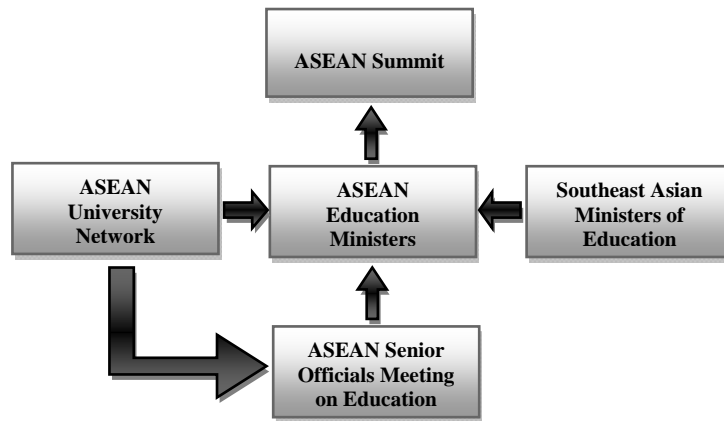 ASEAN Summit
ASEAN
University
Network
ASEAN
Education
Ministers
Southeast Asian
Ministers of
Education
ASEAN Senior
Officials Meeting
on Education